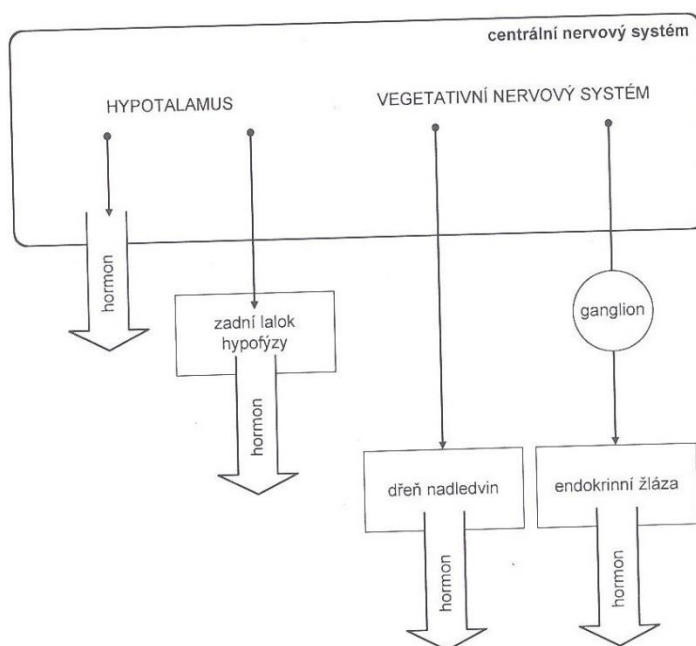 centrální nervový systém
HYPOTALAMUS
VEGETATIVNÍ NERVOVÝ SYSTÉM
hormon
zadní lalok
hypofýzy
ganglion
hormon
dřeň nadledvin
endokrinní žláza
hormon
hormon